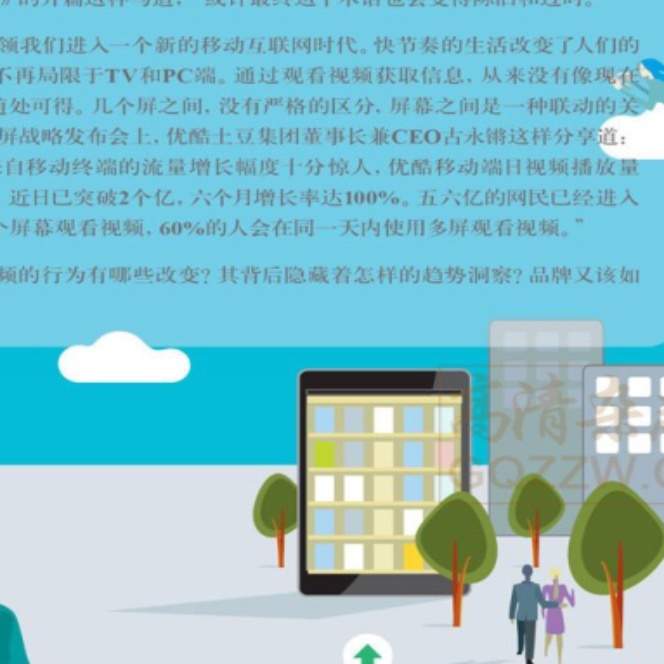 的开篇这样写道，“或许最终这个术语也会变得陈旧和过时。
领我们进入一个新的移动互联网时代。快节奏的生活改变了人们的
不再局限于TV和PC端。通过观看视频获取信息，从来没有像现在
随处可得。几个屏之间，没有严格的区分，屏幕之间是一种联动的关
屏战略发布会上，优酷土豆集团董事长兼CEO古永锵这样分享道：
来自移动终端的流量增长幅度十分惊人，优酷移动端日视频播放量
，近日已突破2个亿，六个月增长率达100%。五六亿的网民已经进入
个屏幕观看视频，60%的人会在同一天内使用多屏观看视频。”
频的行为有哪些改变？其背后隐藏着怎样的趋势洞察？品牌又该如
高清杂
GQZZW.C